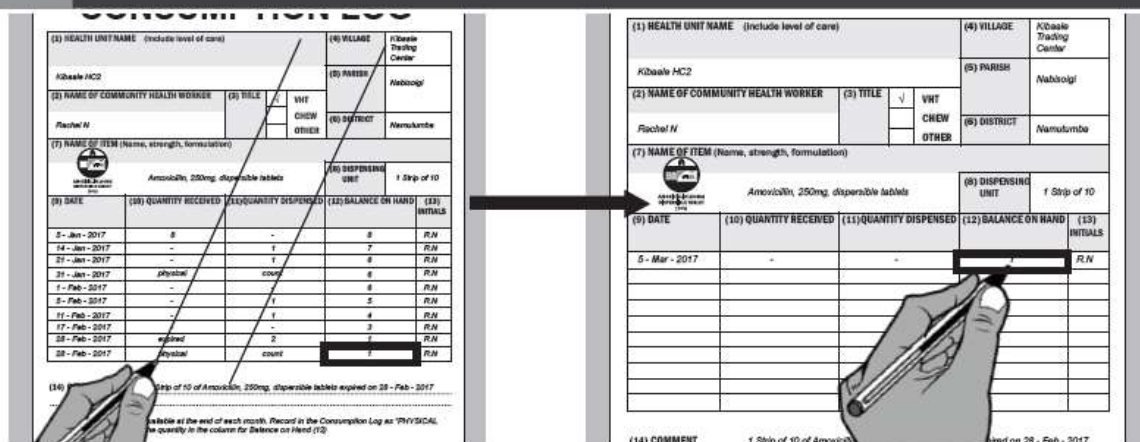 CONSUMPTION LOG
(1) HEALTH UNIT NAME (include level of care)
(4) VILLAGE
Kibaale Trading Center
Kibaale HC2
(5) PARISH
Nabisoigi
(2) NAME OF COMMUNITY HEALTH WORKER
(3) TITLE
√ VHT
CHEW
OTHER
Rachel N
(6) DISTRICT
Namutumba
(7) NAME OF ITEM (Name, strength, formulation)
Amoxicillin, 250mg, dispersible tablets
(8) DISPENSING UNIT
1 Strip of 10
(9) DATE (10) QUANTITY RECEIVED (11)QUANTITY DISPENSED (12)BALANCE ON HAND (13) INITIALS
5 - Jan - 2017 8 - 8 R.N
14 - Jan - 2017 - 1 7 R.N
21 - Jan - 2017 - 1 6 R.N
31 - Jan - 2017 physical count 6 R.N
1 - Feb - 2017 - - 6 R.N
5 - Feb - 2017 - 1 5 R.N
11 - Feb - 2017 - 1 4 R.N
17 - Feb - 2017 - - 3 R.N
28 - Feb - 2017 expired 2 1 R.N
28 - Feb - 2017 physical count 1 R.N
(14)
Strip of 10 of Amoxicillin, 250mg, dispersible tablets expired on 28 - Feb - 2017
available at the end of each month. Record in the Consumption Log as "PHYSICAL
the quantity in the column for Balance on Hand (12)
(1) HEALTH UNIT NAME (include level of care)
(4) VILLAGE
Kibaale Trading Center
Kibaale HC2
(5) PARISH
Nabisoigi
(2) NAME OF COMMUNITY HEALTH WORKER
(3) TITLE
√ VHT
CHEW
OTHER
Rachel N
(6) DISTRICT
Namutumba
(7) NAME OF ITEM (Name, strength, formulation)
Amoxicillin, 250mg, dispersible tablets
(8) DISPENSING UNIT
1 Strip of 10
(9) DATE (10) QUANTITY RECEIVED (11)QUANTITY DISPENSED (12)BALANCE ON HAND (13) INITIALS
5 - Mar - 2017 - - 1 R.N
(14) COMMENT 1 Strip of 10 of Amoxicill expired on 28 - Feb - 2017